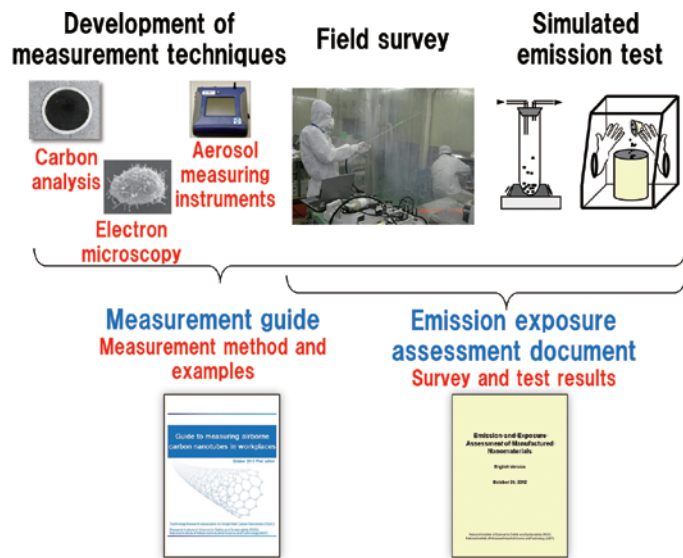 Development of
measurement techniques
Field survey
Simulated
emission test
Carbon
analysis
Aerosol
measuring
instruments
Electron
microscopy
Measurement guide
Measurement method and
examples
Emission exposure
assessment document
Survey and test results
Guide to measuring airborne
carbon nanotubes in workplaces
Emission and Exposure
Assessment of Manufactured
Nanomaterials
English version